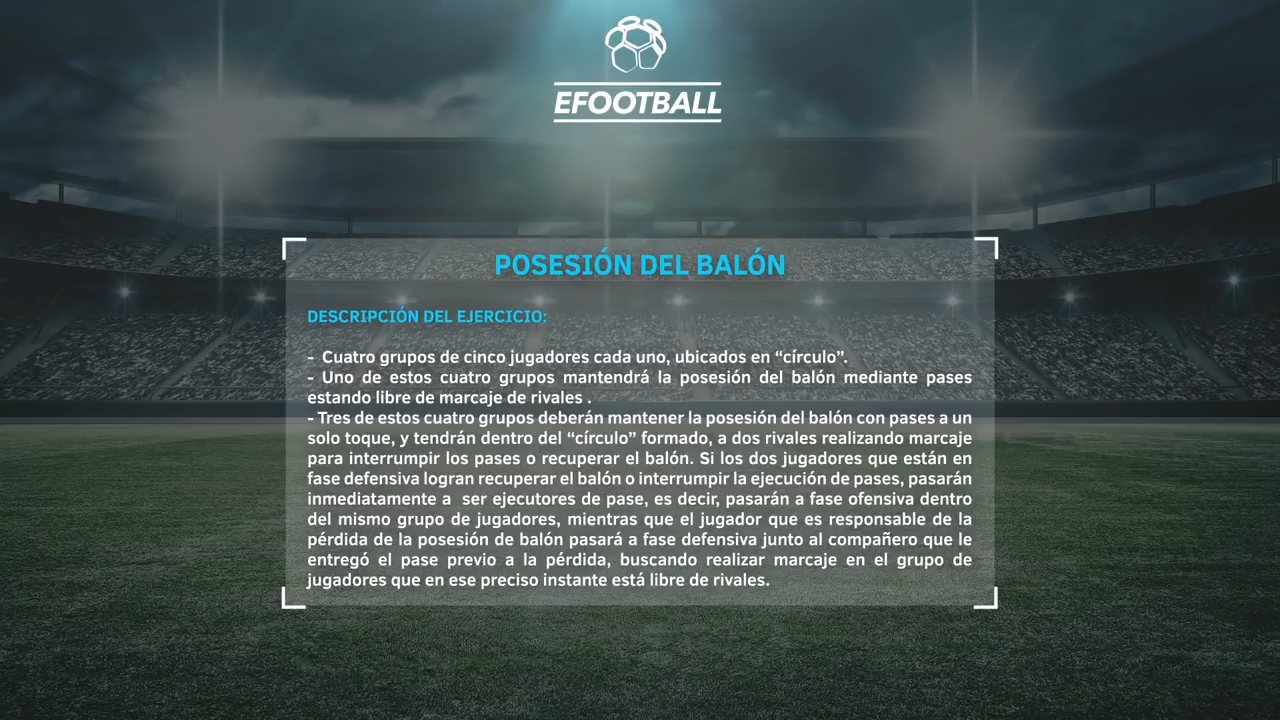 EFOOTBALL
POSESIÓN DEL BALÓN
DESCRIPCIÓN DEL EJERCICIO:
- Cuatro grupos de cinco jugadores cada uno, ubicados en “círculo”.
- Uno de estos cuatro grupos mantendrá la posesión del balón mediante pases
estando libre de marcaje de rivales .
- Tres de estos cuatro grupos deberán mantener la posesión del balón con pases a un
solo toque, y tendrán dentro del “círculo” formado, a dos rivales realizando marcaje
para interrumpir los pases o recuperar el balón. Si los dos jugadores que están en
fase defensiva logran recuperar el balón o interrumpir la ejecución de pases, pasarán
inmediatamente a  ser ejecutores de pase, es decir, pasarán a fase ofensiva dentro
del mismo grupo de jugadores, mientras que el jugador que es responsable de la
pérdida de la posesión de balón pasará a fase defensiva junto al compañero que le
entregó el pase previo a la pérdida, buscando realizar marcaje en el grupo de
jugadores que en ese preciso instante está libre de rivales.